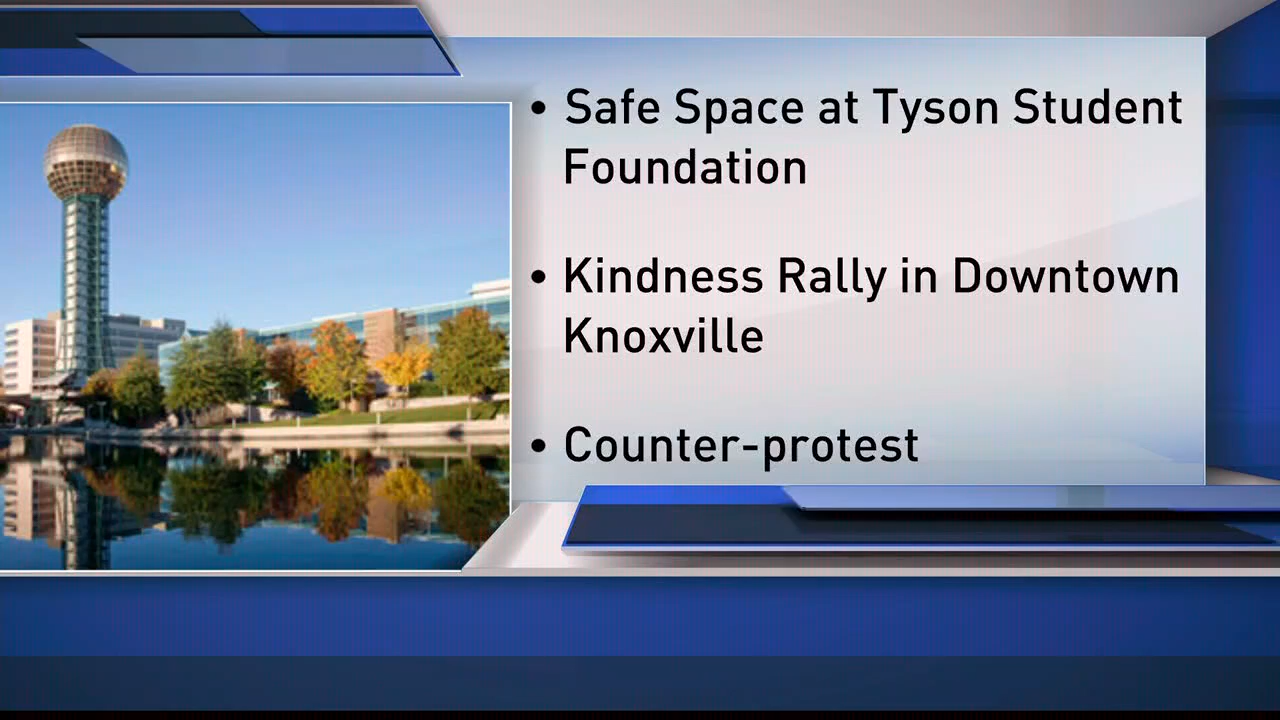 • Safe Space at Tyson Student
Foundation
• Kindness Rally in Downtown
Knoxville
• Counter-protest